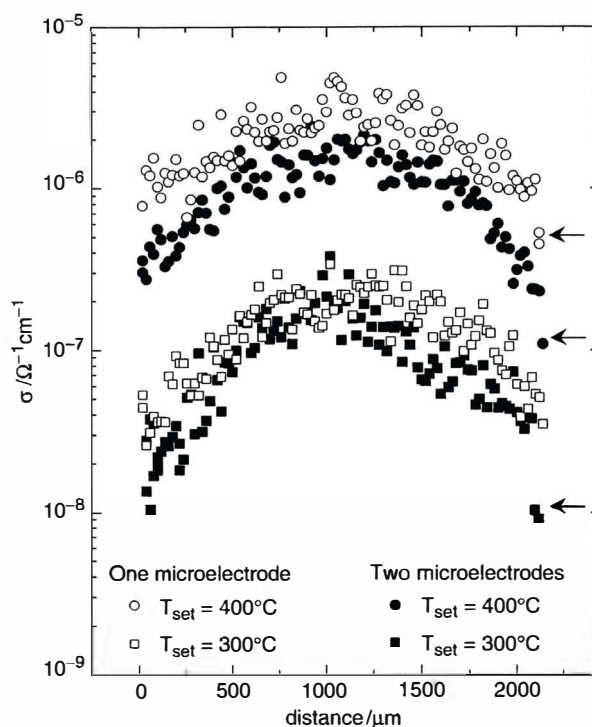 10⁻⁵
10⁻⁶
10⁻⁷
10⁻⁸
10⁻⁹
σ /Ω⁻¹cm⁻¹
One microelectrode
○ T_set = 400°C
□ T_set = 300°C
Two microelectrodes
● T_set = 400°C
■ T_set = 300°C
0 500 1000 1500 2000
distance/μm